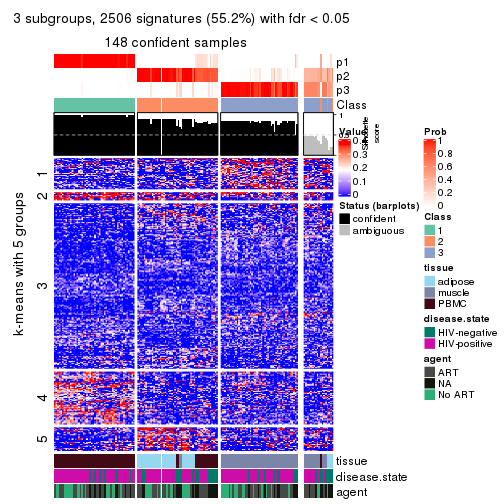 3 subgroups, 2506 signatures (55.2%) with fdr < 0.05
148 confident samples
p1
p2
p3
Class
1
Silhouette
score
k-means with 5 groups
1
2
3
4
5
tissue
disease.state
agent
Value
0.3
0.2
0.1
0
Status (barplots)
confident
ambiguous
Prob
1
0.8
0.6
0.4
0.2
0
Class
1
2
3
tissue
adipose
muscle
PBMC
disease.state
HIV-negative
HIV-positive
agent
ART
NA
No ART